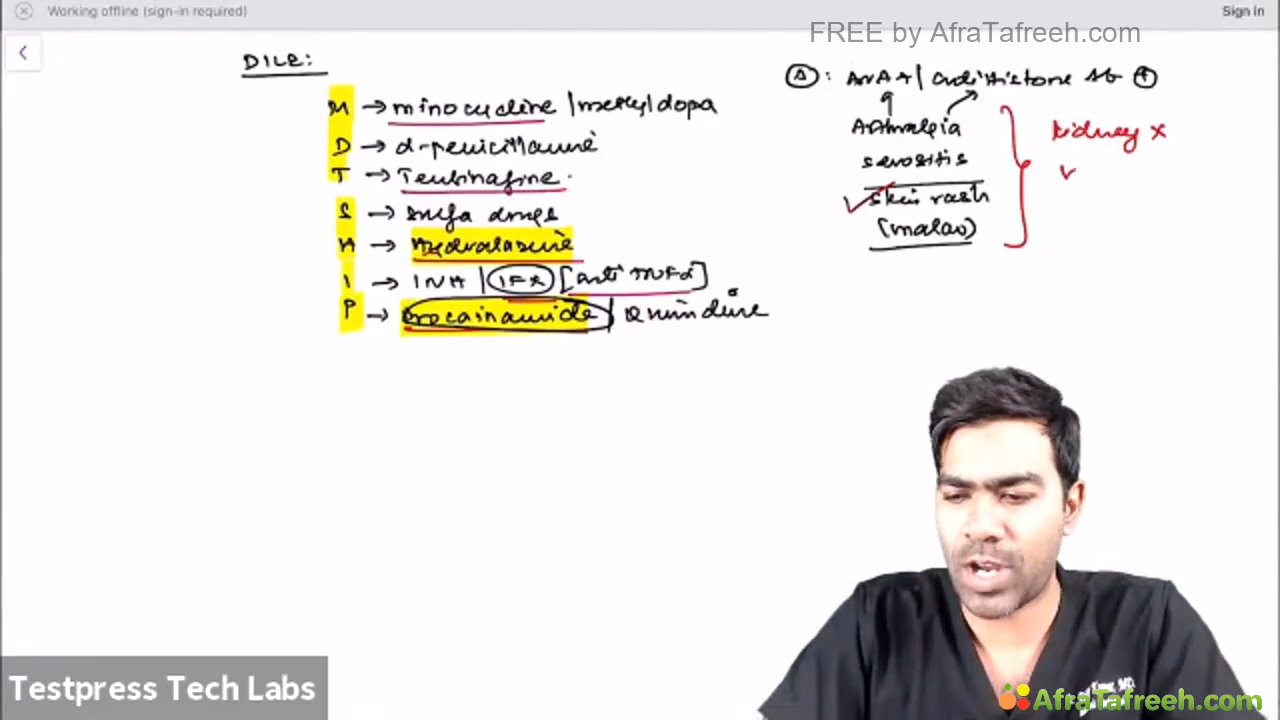 Working offline (sign-in required)
Sign in
FREE by AfraTafreeh.com
DILE:
M → minocycline / methyldopa
D → d-penicillamine
T → Terbinafine
S → sulfa drugs
H → Hydralazine
I → INH / IFX [anti TNFα]
P → procainamide / Quinidine
Δ : ANA + / anti Histone Ab +
Arthralgia
serositis
skin rash
(malar)
kidney x
Testpress Tech Labs
AfraTafreeh.com